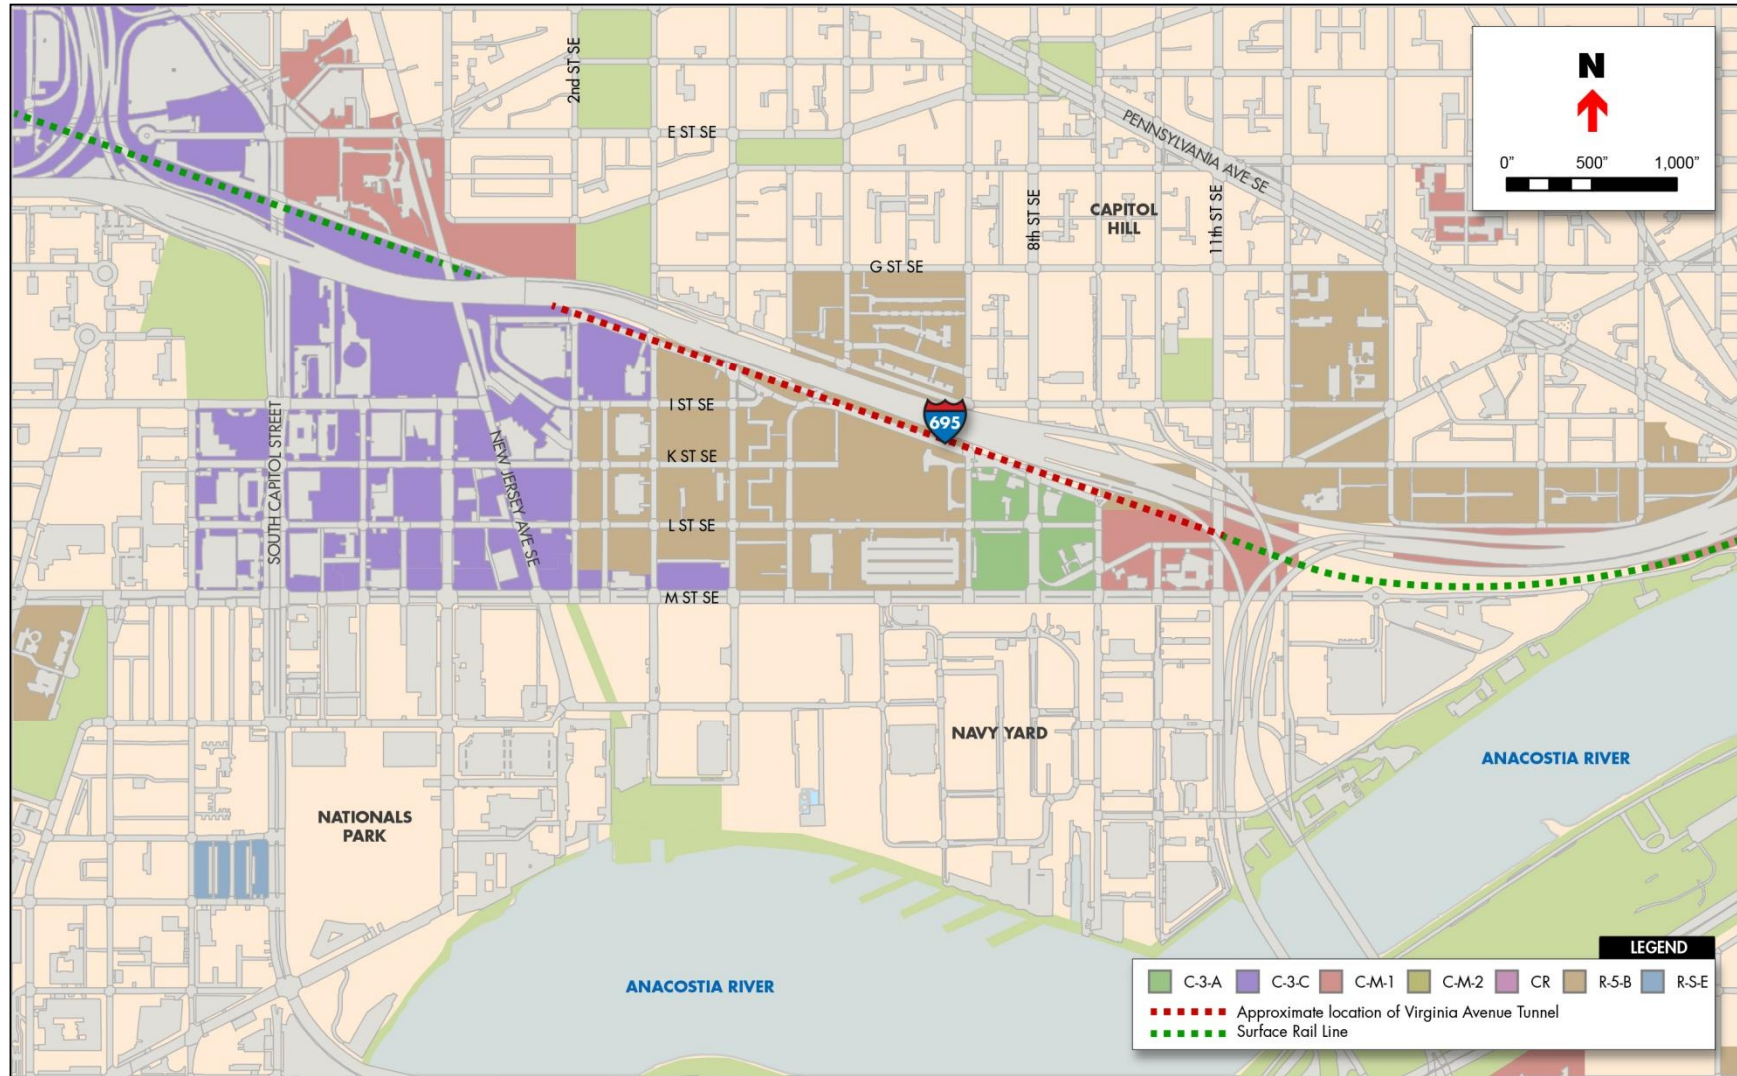 N
0" 500" 1,000"
2nd ST SE
E ST SE
PENNSYLVANIA AVE SE
8th ST SE
CAPITOL
HILL
11th ST SE
G ST SE
I ST SE
695
SOUTH CAPITOL STREET
NEW JERSEY AVE SE
K ST SE
L ST SE
M ST SE
NAVY YARD
ANACOSTIA RIVER
NATIONALS
PARK
ANACOSTIA RIVER
LEGEND
C-3-A C-3-C C-M-1 C-M-2 CR R-5-B R-S-E
Approximate location of Virginia Avenue Tunnel
Surface Rail Line